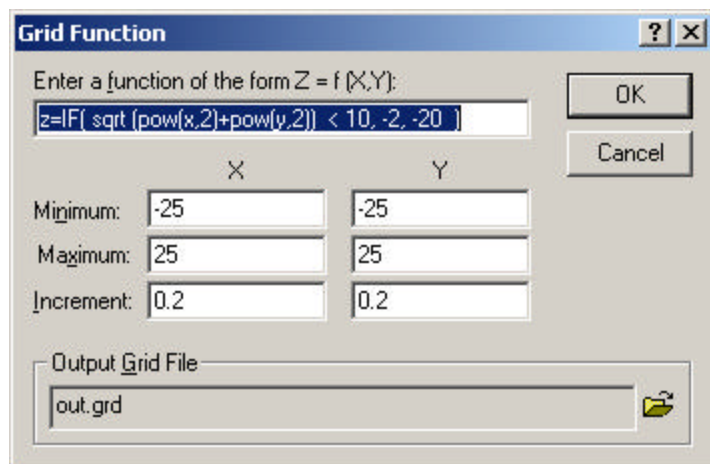 Grid Function
Enter a function of the form Z = f (X,Y):
z=IF( sqrt (pow(x,2)+pow(y,2)) < 10, -2, -20 )
OK
Cancel
X Y
Minimum: -25 -25
Maximum: 25 25
Increment: 0.2 0.2
Output Grid File
out.grd